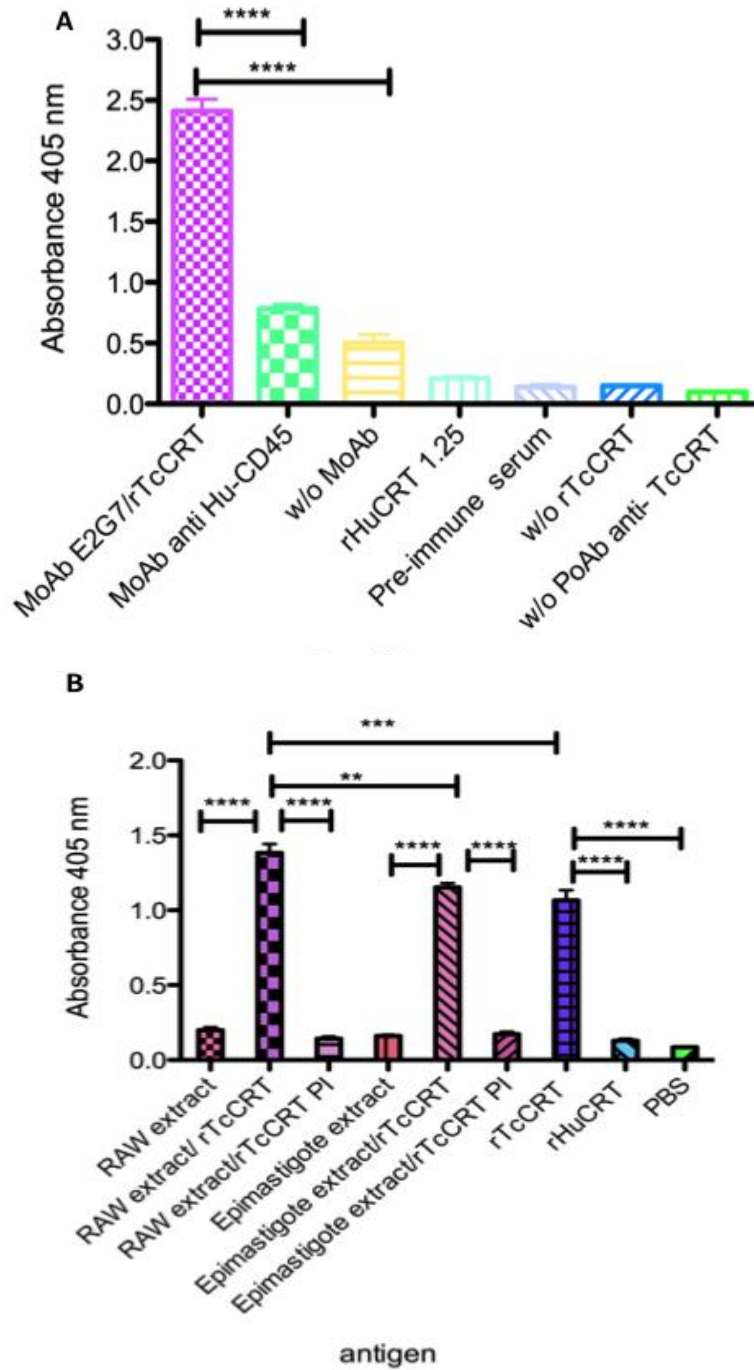 A
****
****
3.0
2.5
2.0
1.5
1.0
0.5
0.0
Absorbance 405 nm
MoAb E2G7/rTcCRT
MoAb anti Hu-CD45
w/o MoAb
rHuCRT 1.25
Pre-immune serum
w/o rTcCRT
w/o PoAb anti- TcCRT
B
***
**
**** **** **** **** **** ****
2.0
1.5
1.0
0.5
0.0
Absorbance 405 nm
RAW extract
RAW extract/ rTcCRT
RAW extract/rTcCRT PI
Epimastigote extract
Epimastigote extract/rTcCRT
Epimastigote extract/rTcCRT PI
rTcCRT
rHuCRT
PBS
antigen